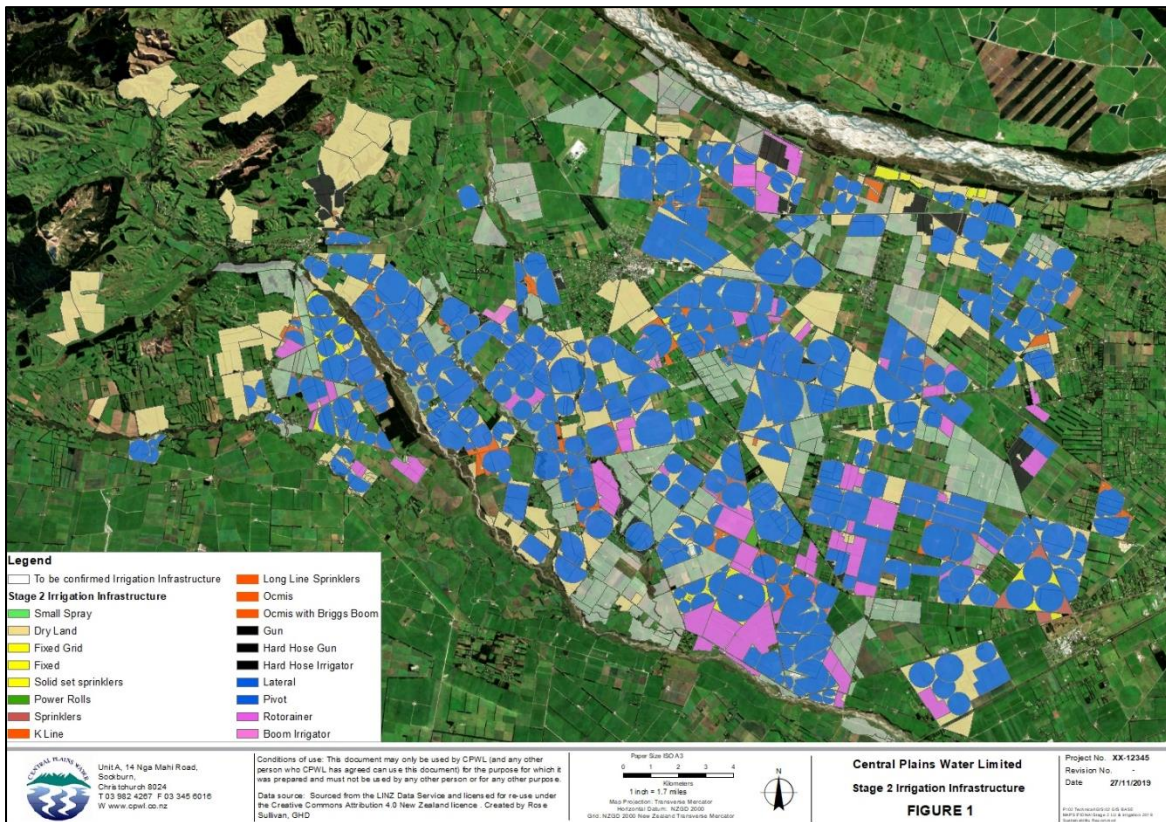 Legend
To be confirmed Irrigation Infrastructure
Stage 2 Irrigation Infrastructure
Small Spray
Dry Land
Fixed Grid
Fixed
Solid set sprinklers
Power Rolls
Sprinklers
K Line
Long Line Sprinklers
Ocmis
Ocmis with Briggs Boom
Gun
Hard Hose Gun
Hard Hose Irrigator
Lateral
Pivot
Rotorainer
Boom Irrigator
CENTRAL PLAINS WATER
Unit A, 14 Nga Mahi Road,
Sockburn,
Christchurch 8024
T 03 982 4267 F 03 345 6016
W www.cpwl.co.nz
Conditions of use: This document may only be used by CPWL (and any other
person who CPWL has agreed can use this document) for the purpose for which it
was prepared and must not be used by any other person or for any other purpose.
Data source: Sourced from the LINZ Data Service and licensed for re-use under
the Creative Commons Attribution 4.0 New Zealand licence. Created by Rose
Sullivan, GHD
Paper Size ISO A3
0 1 2 3 4
Kilometers
1 inch = 1.7 miles
Map Projection: Transverse Mercator
Horizontal Datum: NZGD 2000
Grid: NZGD 2000 New Zealand Transverse Mercator
N
Central Plains Water Limited
Stage 2 Irrigation Infrastructure
FIGURE 1
Project No. XX-12345
Revision No. -
Date 27/11/2019